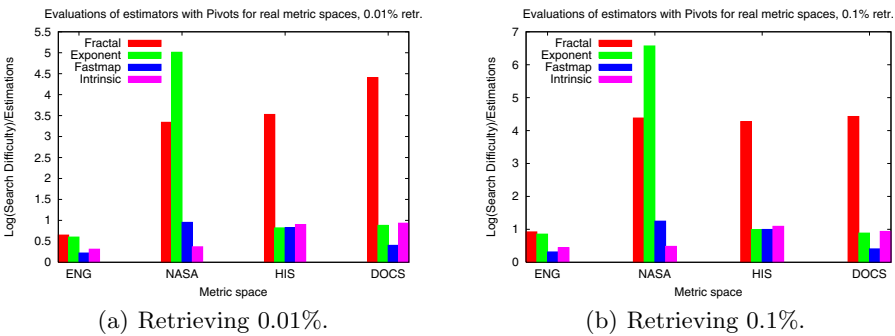 Evaluations of estimators with Pivots for real metric spaces, 0.01% retr.
Log(Search Difficulty)/Estimations
5.5
5
4.5
4
3.5
3
2.5
2
1.5
1
0.5
0
Fractal
Exponent
Fastmap
Intrinsic
ENG NASA HIS DOCS
Metric space
(a) Retrieving 0.01%.
Evaluations of estimators with Pivots for real metric spaces, 0.1% retr.
Log(Search Difficulty)/Estimations
7
6
5
4
3
2
1
0
Fractal
Exponent
Fastmap
Intrinsic
ENG NASA HIS DOCS
Metric space
(b) Retrieving 0.1%.